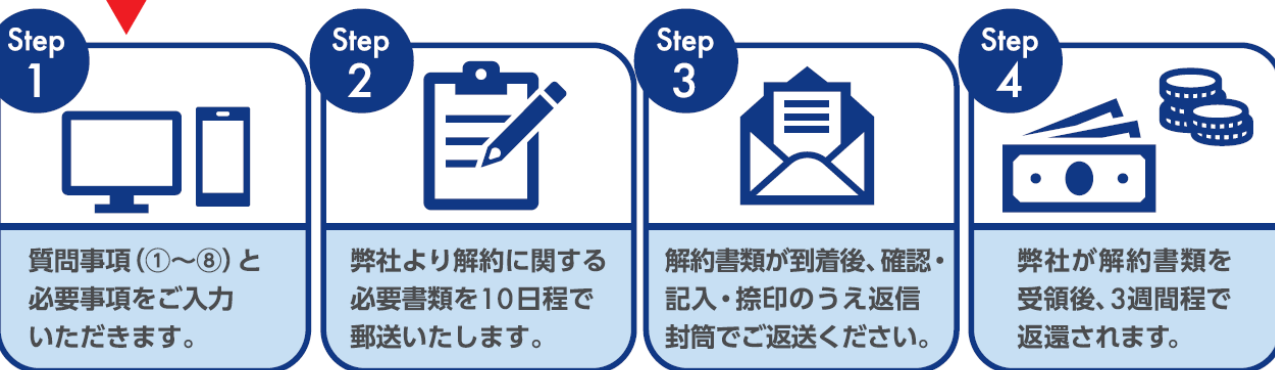 Step
1
質問事項(①〜⑧)と
必要事項をご入力
いただきます。
Step
2
弊社より解約に関する
必要書類を10日程で
郵送いたします。
Step
3
解約書類が到着後、確認・
記入・捺印のうえ返信
封筒でご返送ください。
Step
4
弊社が解約書類を
受領後、3週間程で
返還されます。